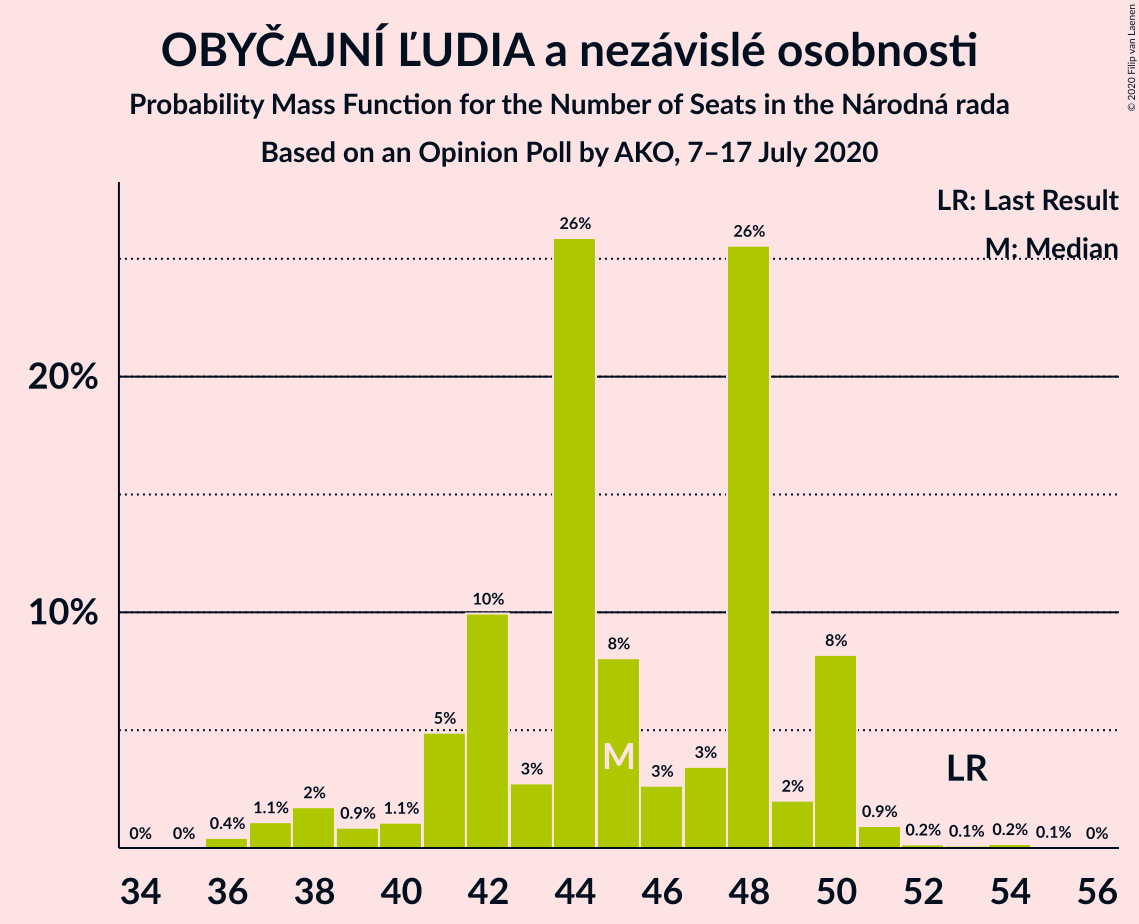 OBYČAJNÍ ĽUDIA a nezávislé osobnosti
Probability Mass Function for the Number of Seats in the Národná rada
Based on an Opinion Poll by AKO, 7–17 July 2020
© 2020 Filip van Laenen
LR: Last Result
M: Median
20%
10%
0% 0% 0.4% 1.1% 2% 0.9% 1.1% 5% 10% 3% 26% 8% 3% 3% 26% 2% 8% 0.9% 0.2% 0.1% 0.2% 0.1% 0%
M
LR
34 36 38 40 42 44 46 48 50 52 54 56